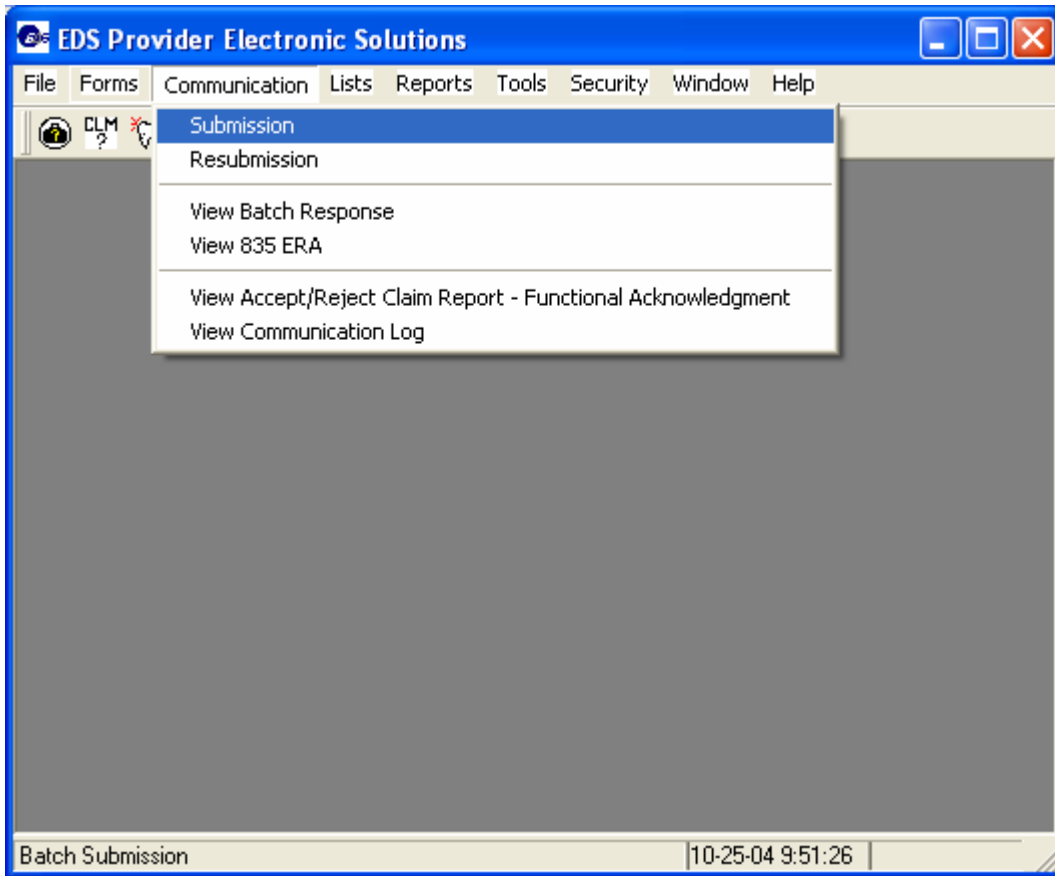 EDS EDS Provider Electronic Solutions
File Forms Communication Lists Reports Tools Security Window Help
? CLM ?
Submission
Resubmission
View Batch Response
View 835 ERA
View Accept/Reject Claim Report - Functional Acknowledgment
View Communication Log
Batch Submission 10-25-04 9:51:26